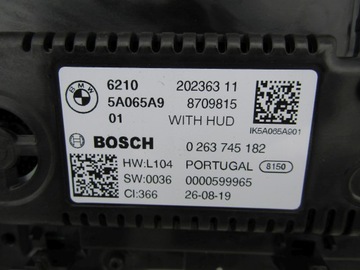 BMW
6210 202363 11
5A065A9 8709815
01 WITH HUD
IK5A065A901
BOSCH 0 263 745 182
HW:L104 PORTUGAL 8150
SW:0036 0000599965
CI:366 26-08-19